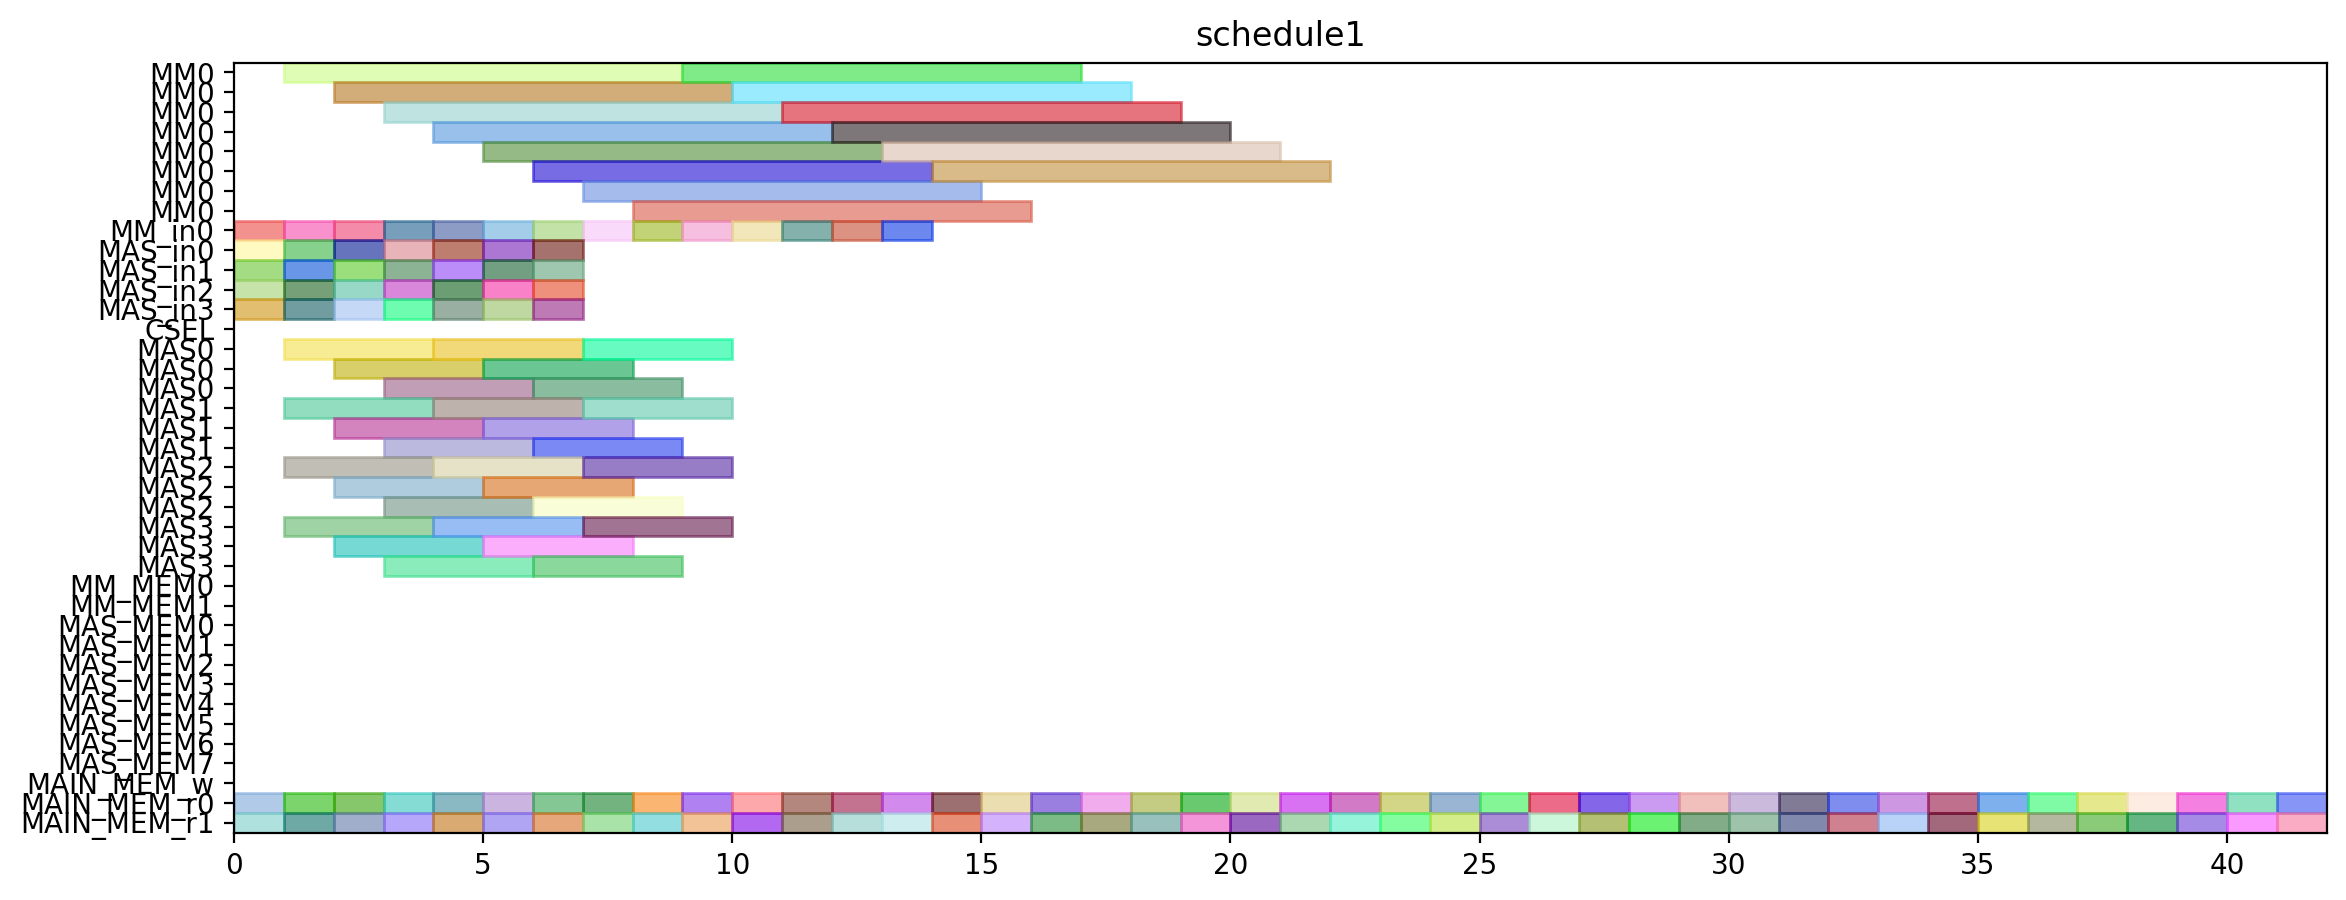 schedule1
MM0
MM0
MM0
MM0
MM0
MM0
MM0
MM0
MM_in0
MAS_in0
MAS_in1
MAS_in2
MAS_in3
CSEL
MAS0
MAS0
MAS0
MAS1
MAS1
MAS1
MAS2
MAS2
MAS2
MAS3
MAS3
MAS3
MM_MEM0
MM_MEM1
MAS_MEM0
MAS_MEM1
MAS_MEM2
MAS_MEM3
MAS_MEM4
MAS_MEM5
MAS_MEM6
MAS_MEM7
MAIN_MEM_w
MAIN_MEM_r0
MAIN_MEM_r1
0 5 10 15 20 25 30 35 40